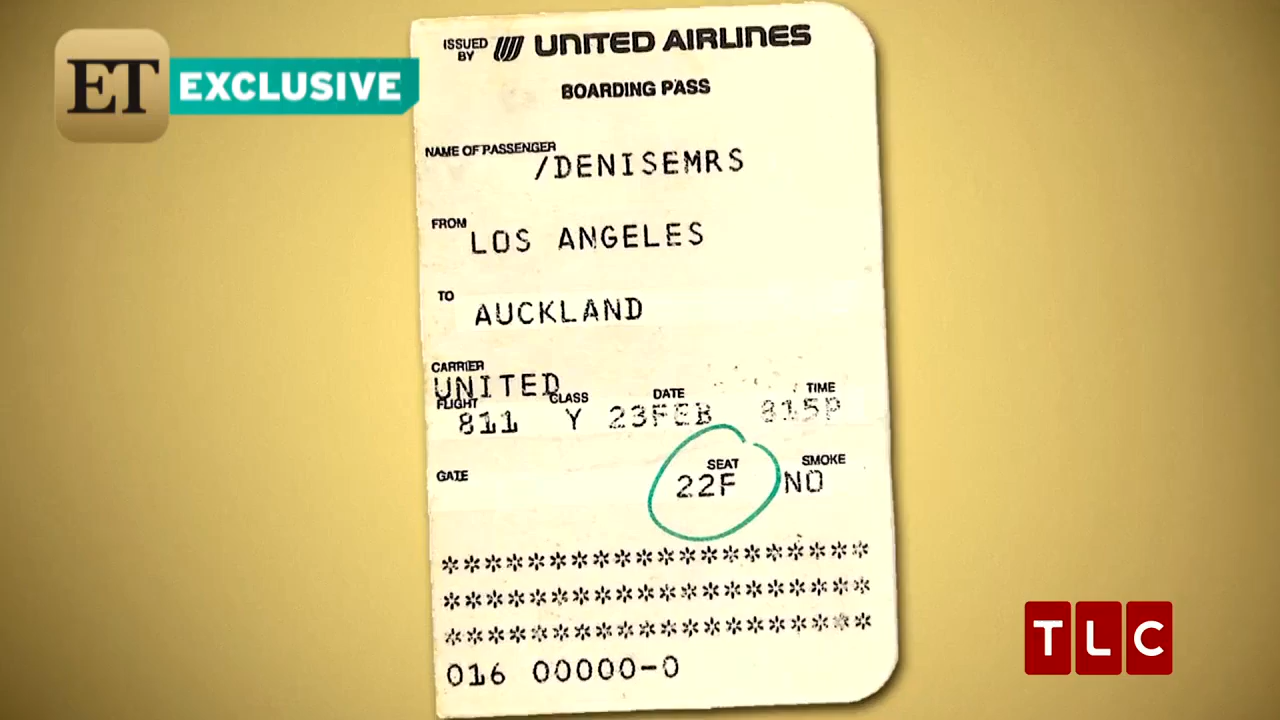 ET EXCLUSIVE
ISSUED BY UNITED AIRLINES
BOARDING PASS
NAME OF PASSENGER
/DENISEMRS
FROM
LOS ANGELES
TO
AUCKLAND
CARRIER
UNITED
FLIGHT CLASS DATE TIME
811 Y 23FEB 815P
GATE SEAT SMOKE
22F NO
********************
********************
********************
016 00000-0
TLC